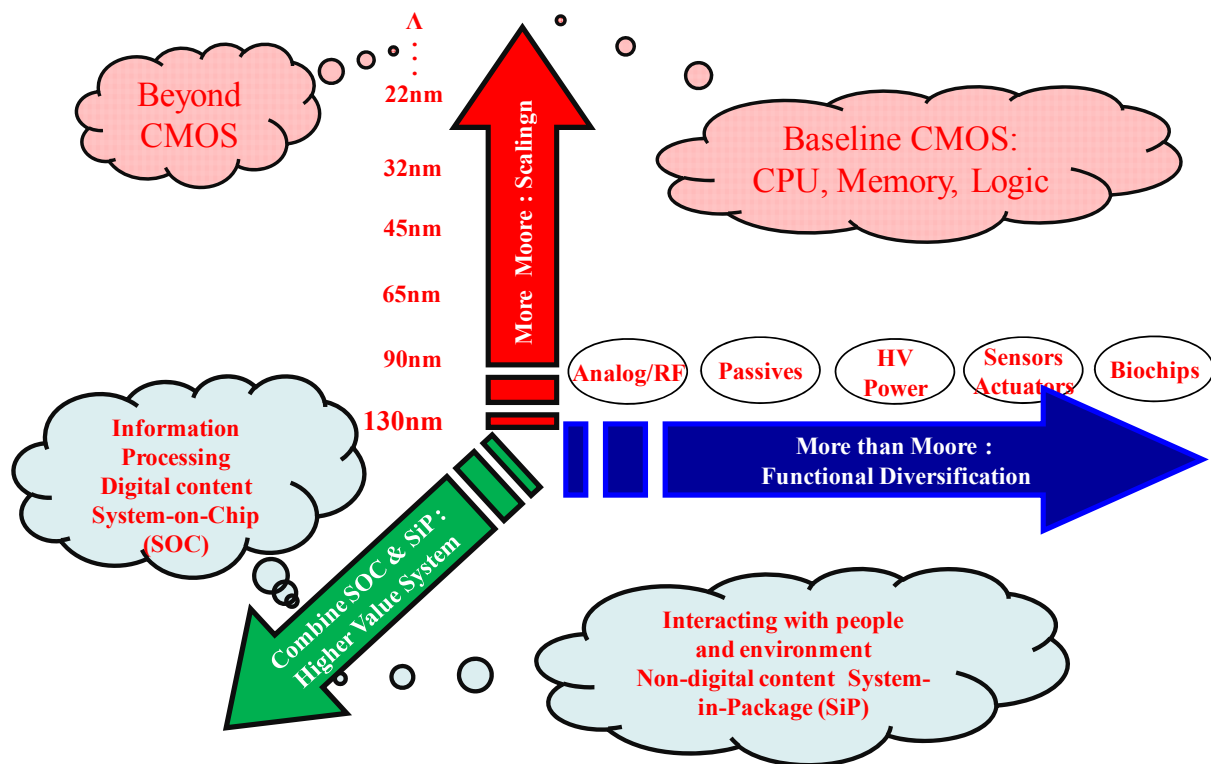 Λ
.
.
.
22nm
32nm
45nm
65nm
90nm
130nm
Beyond
CMOS
More Moore : Scalingn
Baseline CMOS:
CPU, Memory, Logic
Analog/RF
Passives
HV
Power
Sensors
Actuators
Biochips
More than Moore :
Functional Diversification
Information
Processing
Digital content
System-on-Chip
(SOC)
Combine SOC & SiP :
Higher Value System
Interacting with people
and environment
Non-digital content System-
in-Package (SiP)